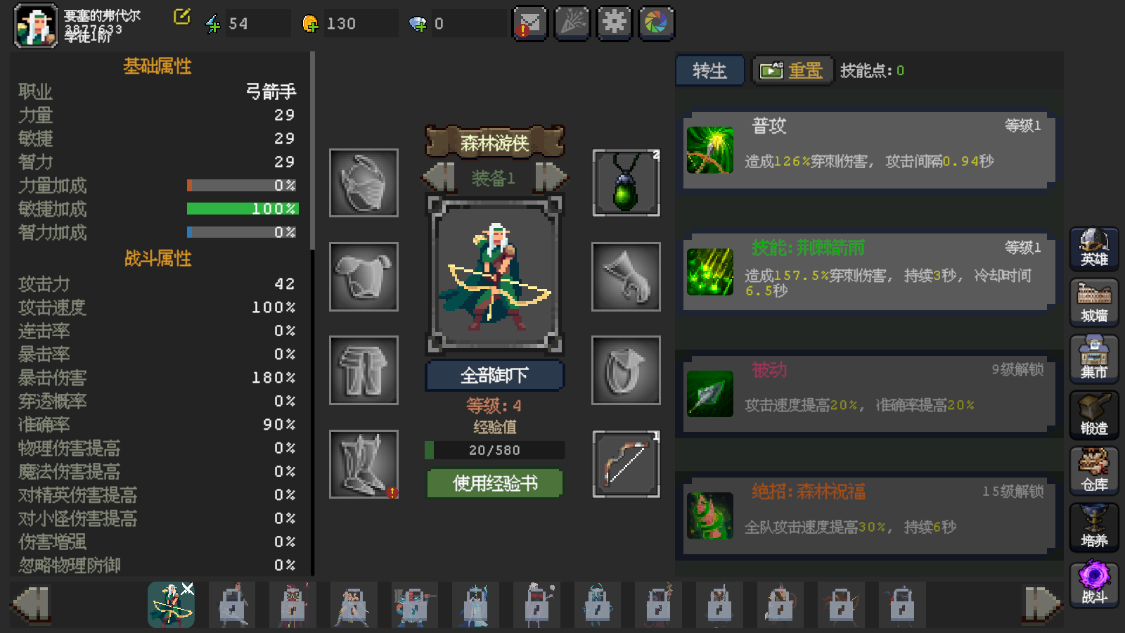 要塞的弗代尔
2877633
学徒1阶
54
130
0
基础属性
职业 弓箭手
力量 29
敏捷 29
智力 29
力量加成 0%
敏捷加成 100%
智力加成 0%
战斗属性
攻击力 42
攻击速度 100%
连击率 0%
暴击率 0%
暴击伤害 180%
穿透概率 0%
准确率 90%
物理伤害提高 0%
魔法伤害提高 0%
对精英伤害提高 0%
对小怪伤害提高 0%
伤害增强 0%
忽略物理防御 0%
森林游侠
装备1
2
1
全部卸下
等级: 4
经验值
20/580
使用经验书
转生
AD
重置
技能点:0
普攻 等级1
造成126%穿刺伤害, 攻击间隔0.94秒
技能:荆棘箭雨 等级1
造成157.5%穿刺伤害, 持续3秒, 冷却时间
6.5秒
被动 9级解锁
攻击速度提高20%, 准确率提高20%
绝招:森林祝福 15级解锁
全队攻击速度提高30%, 持续6秒
英雄
城墙
集市
锻造
仓库
培养
战斗